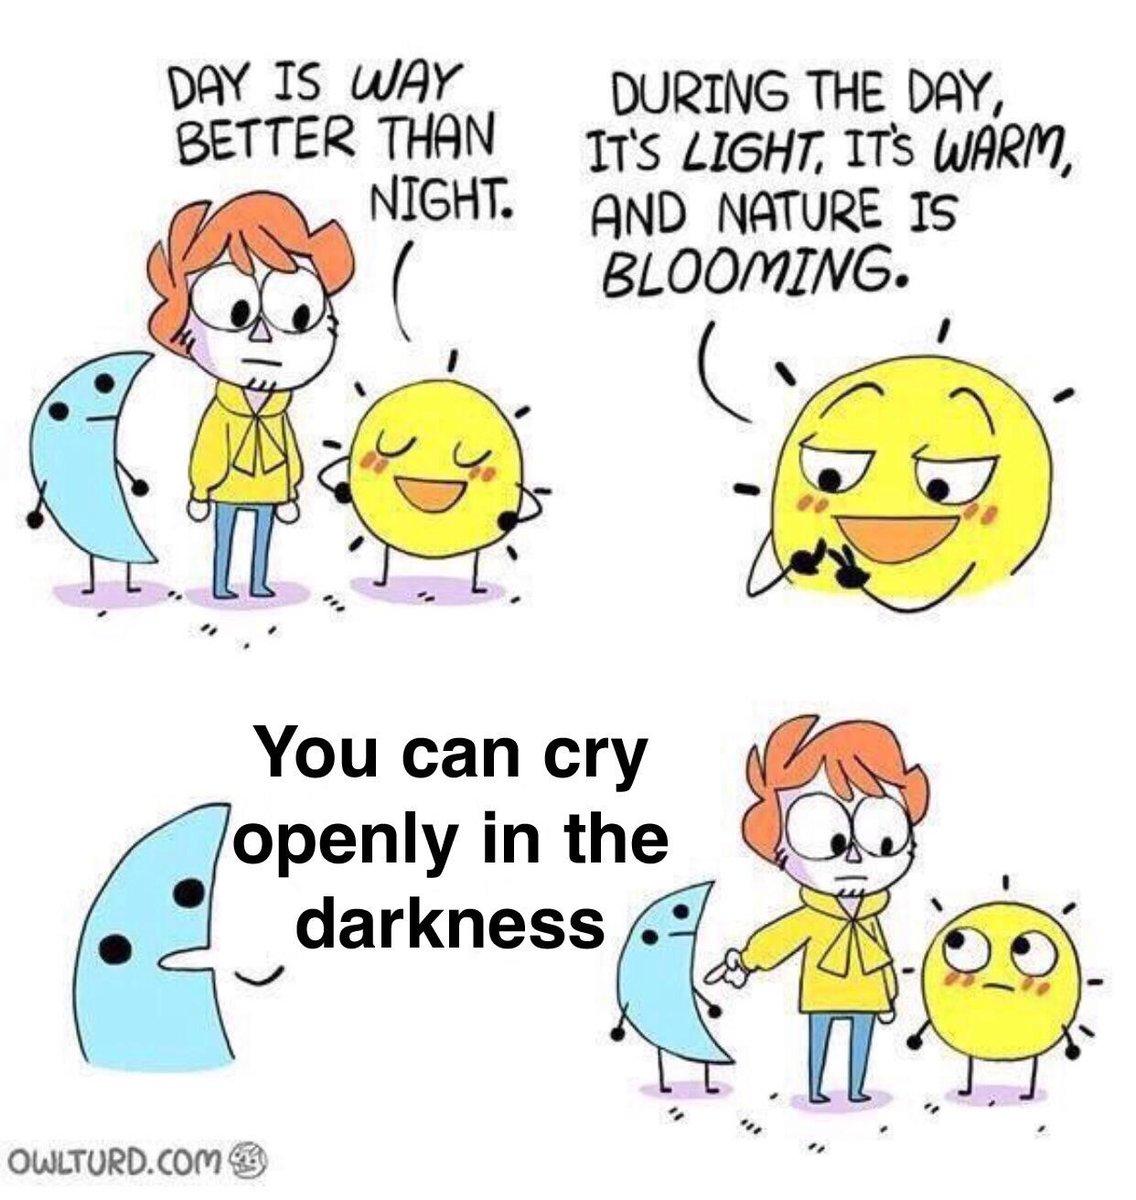 DAY IS WAY
BETTER THAN
NIGHT.
DURING THE DAY,
IT'S LIGHT, IT'S WARM,
AND NATURE IS
BLOOMING.
You can cry
openly in the
darkness
OWLTURD.COM